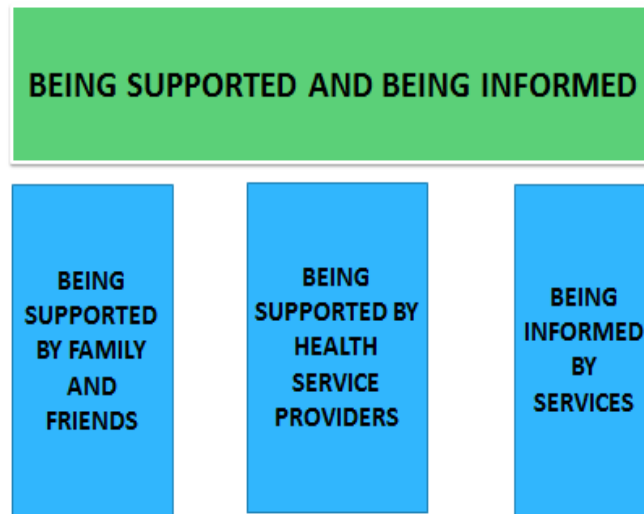 BEING SUPPORTED AND BEING INFORMED
BEING
SUPPORTED
BY FAMILY
AND
FRIENDS
BEING
SUPPORTED BY
HEALTH
SERVICE
PROVIDERS
BEING
INFORMED
BY
SERVICES